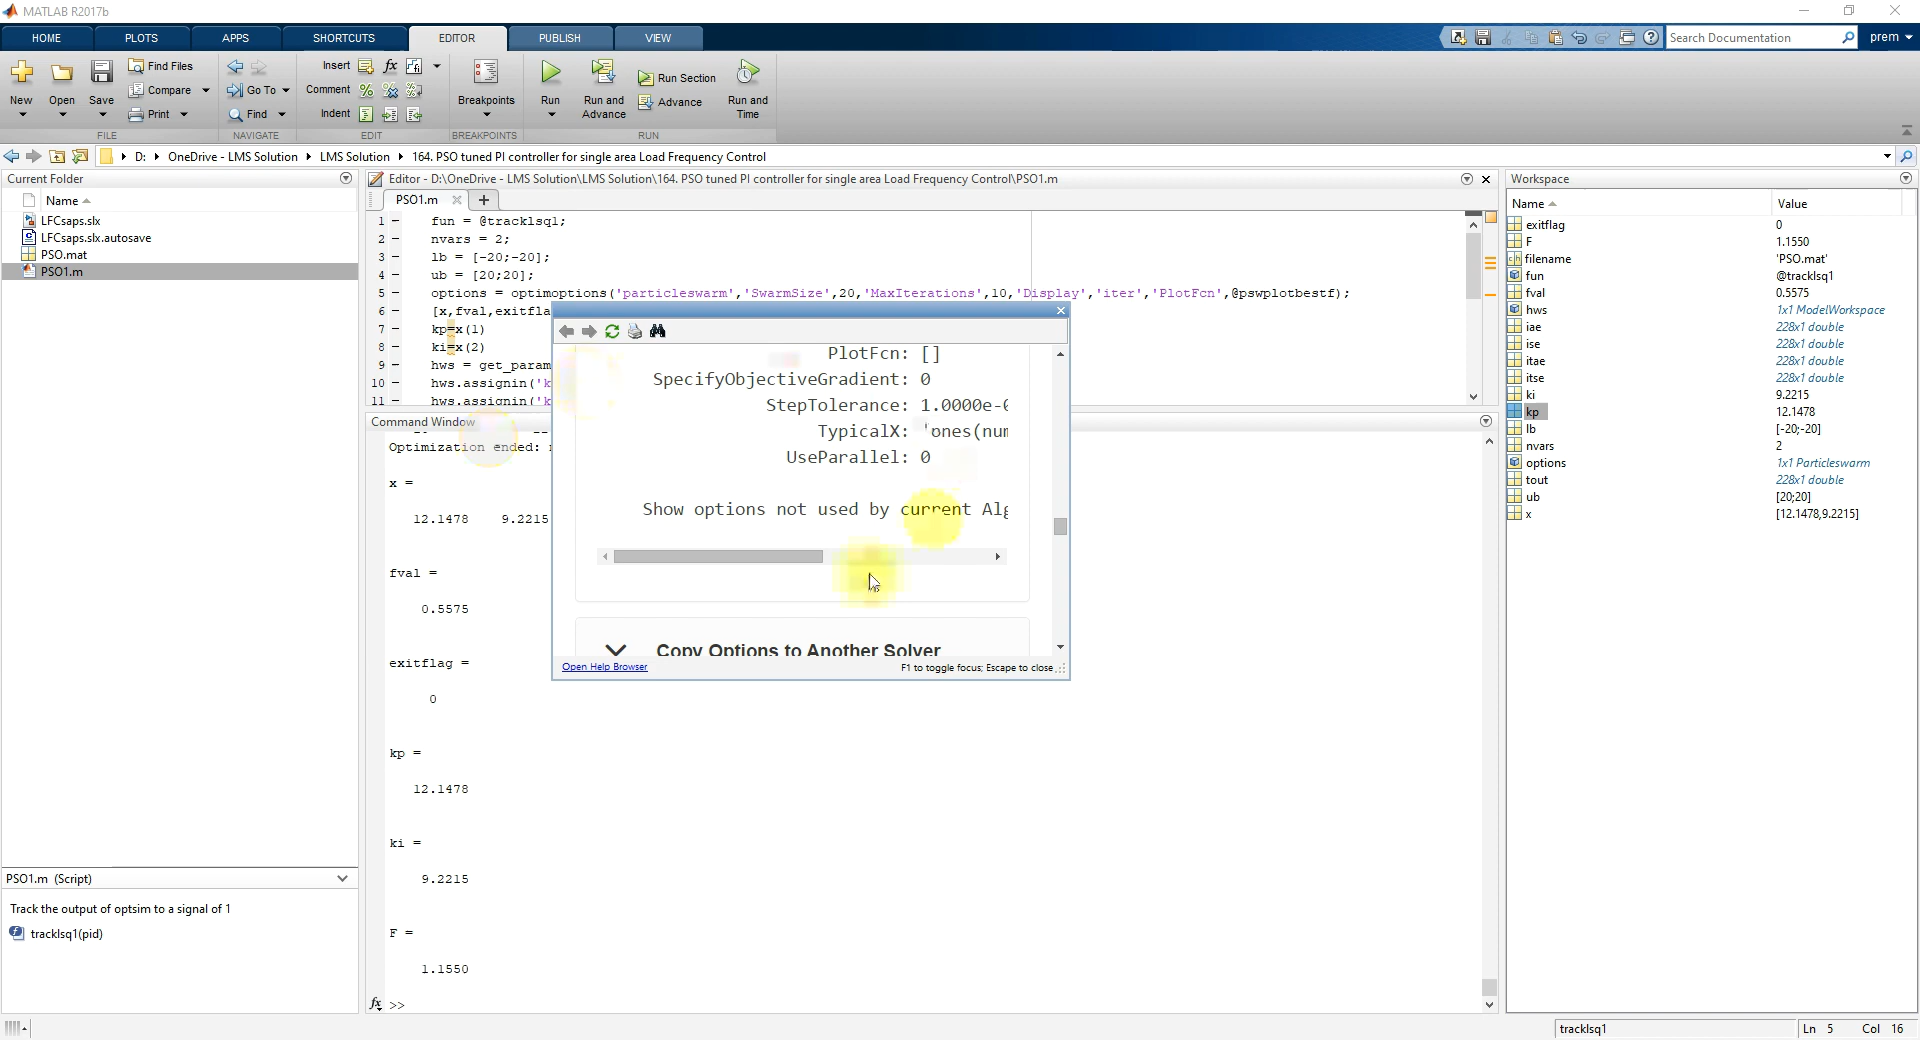 MATLAB R2017b
HOME PLOTS APPS SHORTCUTS EDITOR PUBLISH VIEW
Search Documentation
prem
New
Open
Save
Find Files
Compare
Print
FILE
Go To
Find
NAVIGATE
Insert
Comment
Indent
EDIT
Breakpoints
BREAKPOINTS
Run
Run and Advance
Run Section
Advance
Run and Time
RUN
D: OneDrive - LMS Solution LMS Solution 164. PSO tuned PI controller for single area Load Frequency Control
Current Folder
Name
LFCsaps.slx
LFCsaps.slx.autosave
PSO.mat
PSO1.m
PSO1.m (Script)
Track the output of optsim to a signal of 1
tracklsq1(pid)
Editor - D:\OneDrive - LMS Solution\LMS Solution\164. PSO tuned PI controller for single area Load Frequency Control\PSO1.m
PSO1.m
1 - fun = @tracklsq1;
2 - nvars = 2;
3 - lb = [-20;-20];
4 - ub = [20;20];
5 - options = optimoptions('particleswarm','SwarmSize',20,'MaxIterations',10,'Display','iter','PlotFcn',@pswplotbestf);
6 - [x,fval,exitfla
7 - kp=x(1)
8 - ki=x(2)
9 - hws = get_param
10 - hws.assignin('k
11 - hws.assignin('k
PlotFcn: []
SpecifyObjectiveGradient: 0
StepTolerance: 1.0000e-0
TypicalX: 'ones(num
UseParallel: 0
Show options not used by current Alg
Copy Options to Another Solver
Open Help Browser
F1 to toggle focus; Escape to close
Command Window
Optimization ended:
x =
12.1478 9.2215
fval =
0.5575
exitflag =
0
kp =
12.1478
ki =
9.2215
F =
1.1550
fx >>
Workspace
Name Value
exitflag 0
F 1.1550
filename 'PSO.mat'
fun @tracklsq1
fval 0.5575
hws 1x1 ModelWorkspace
iae 228x1 double
ise 228x1 double
itae 228x1 double
itse 228x1 double
ki 9.2215
kp 12.1478
lb [-20;-20]
nvars 2
options 1x1 Particleswarm
tout 228x1 double
ub [20;20]
x [12.1478,9.2215]
tracklsq1
Ln 5 Col 16